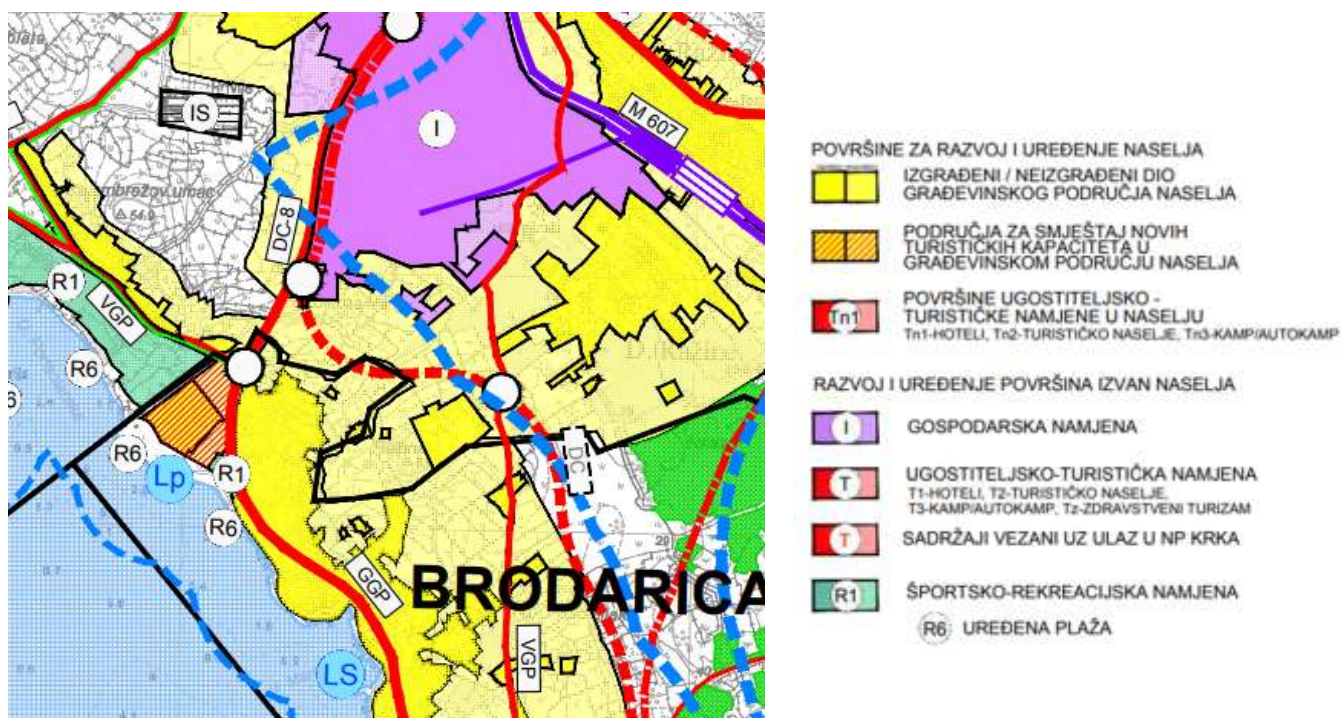 IS
M 607
I
54.9
DC-8
R1
VGP
R6
R6
Lp
R1
R6
DC
GGP
BRODARICA
VGP
LS
POVRŠINE ZA RAZVOJ I UREĐENJE NASELJA
IZGRAĐENI / NEIZGRAĐENI DIO
GRAĐEVINSKOG PODRUČJA NASELJA
PODRUČJA ZA SMJEŠTAJ NOVIH
TURISTIČKIH KAPACITETA U
GRAĐEVINSKOM PODRUČJU NASELJA
Tn1
POVRŠINE UGOSTITELJSKO -
TURISTIČKE NAMJENE U NASELJU
Tn1-HOTELI, Tn2-TURISTIČKO NASELJE, Tn3-KAMP/AUTOKAMP
RAZVOJ I UREĐENJE POVRŠINA IZVAN NASELJA
I GOSPODARSKA NAMJENA
T UGOSTITELJSKO-TURISTIČKA NAMJENA
T1-HOTELI, T2-TURISTIČKO NASELJE,
T3-KAMP/AUTOKAMP, Tz-ZDRAVSTVENI TURIZAM
T SADRŽAJI VEZANI UZ ULAZ U NP KRKA
R1 ŠPORTSKO-REKREACIJSKA NAMJENA
R6 UREĐENA PLAŽA